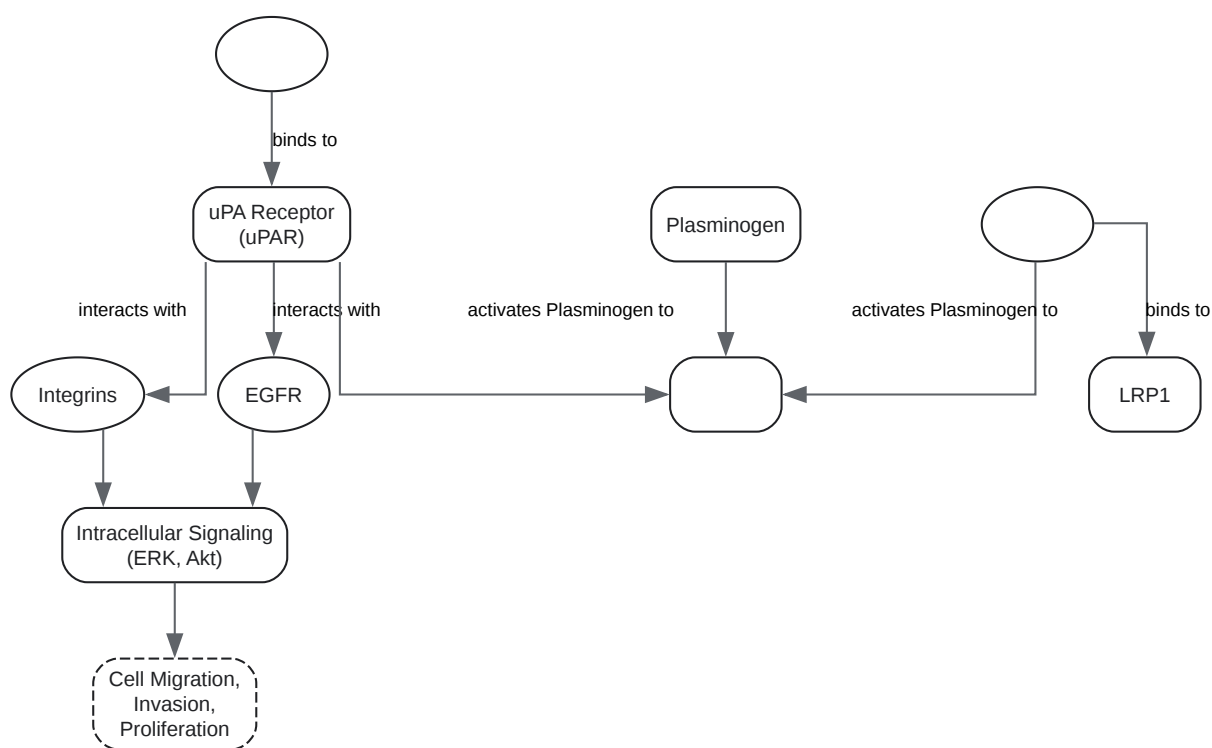 binds to
uPA Receptor
(uPAR)
Plasminogen
interacts with
interacts with
activates Plasminogen to
activates Plasminogen to
binds to
Integrins
EGFR
LRP1
Intracellular Signaling
(ERK, Akt)
Cell Migration,
Invasion,
Proliferation